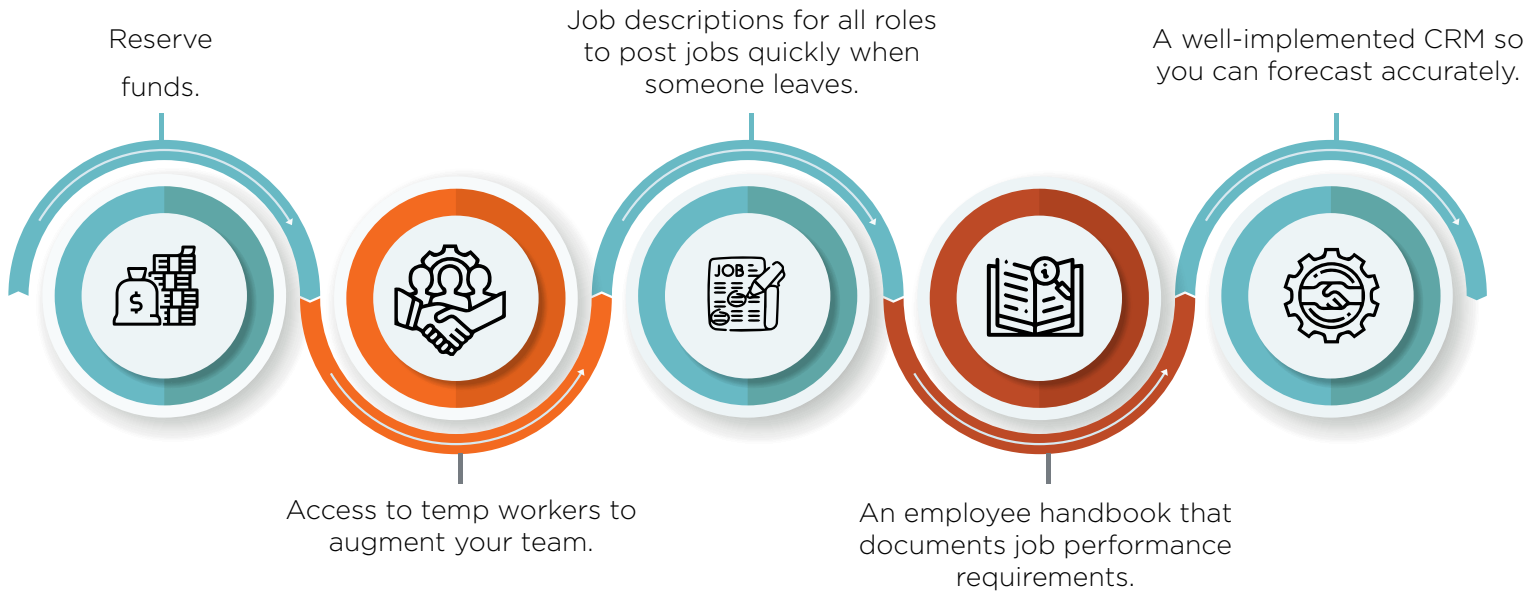 Reserve
funds.
Access to temp workers to
augment your team.
Job descriptions for all roles
to post jobs quickly when
someone leaves.
JOB
An employee handbook that
documents job performance
requirements.
A well-implemented CRM so
you can forecast accurately.